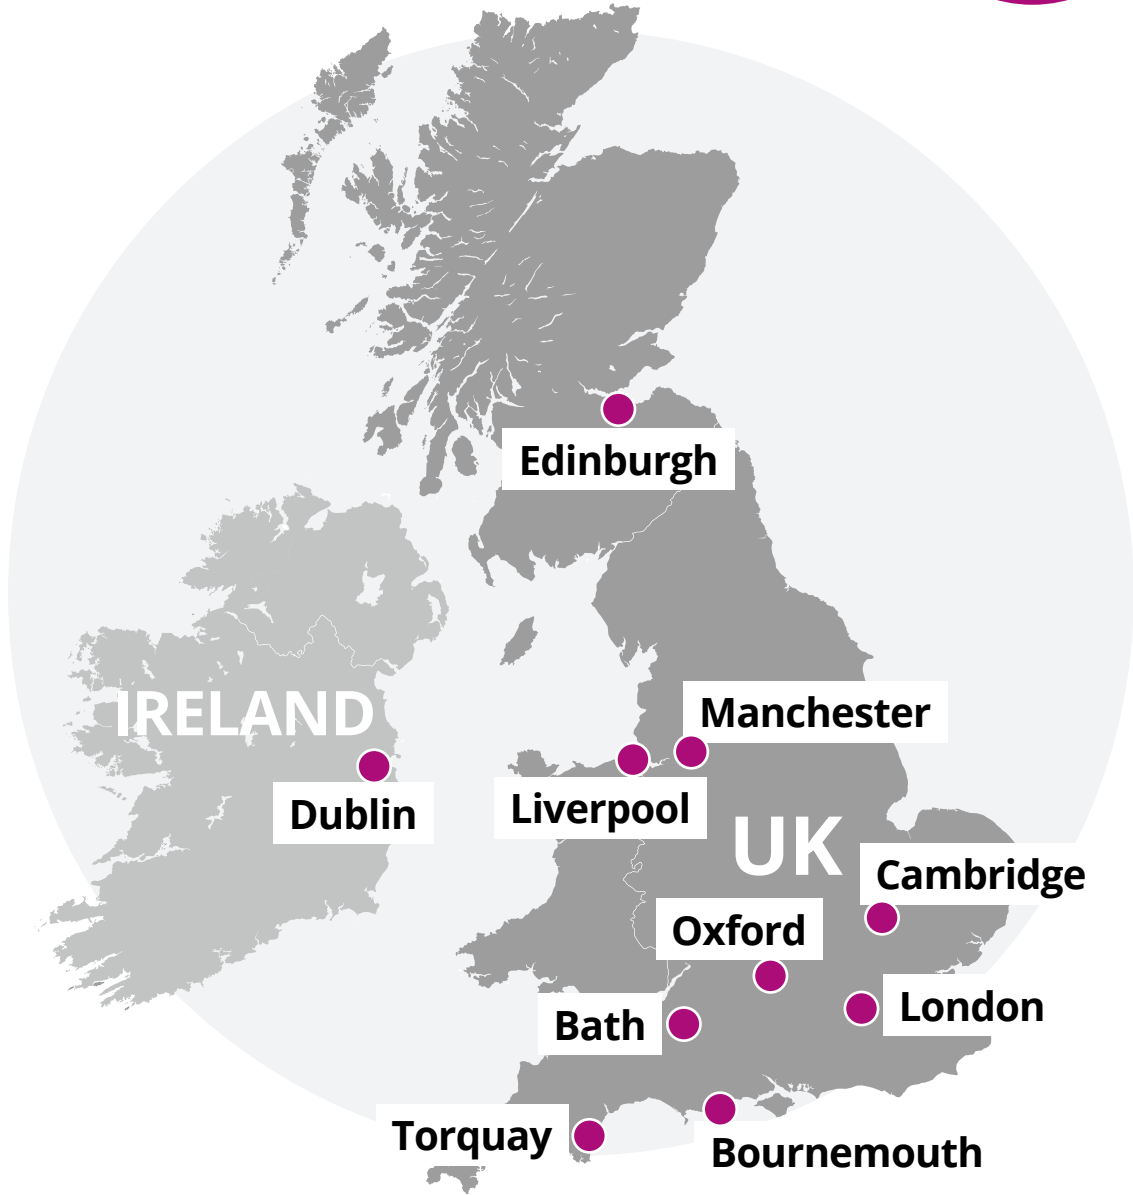 Edinburgh
IRELAND
Manchester
Dublin
Liverpool
UK
Cambridge
Oxford
London
Bath
Torquay
Bournemouth